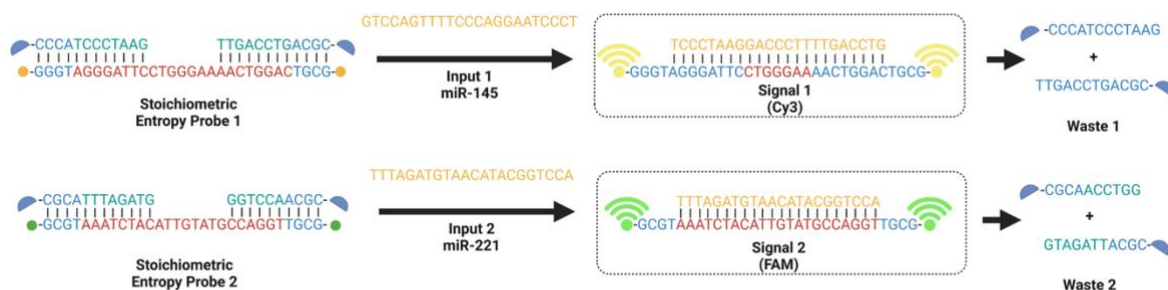 GTCCAGTTTTCCCAGGAATCCCT
-CCCATCCCTAAG TTGACCTGACGC-
-GGGTAGGGATTCCTGGGAAAACTGGACTGCG-
Stoichiometric
Entropy Probe 1
Input 1
miR-145
TCCCTAAGGACCCTTTTGACCTG
-GGGTAGGGATTCCTGGGAAAACTGGACTGCG-
Signal 1
(Cy3)
-CCCATCCCTAAG
+
TTGACCTGACGC-
Waste 1
TTTAGATGTAACATACGGTCCA
-CGCATTTAGATG GGTCCAACGC-
-GCGTAAATCTACATTGTATGCCAGGTTGCG-
Stoichiometric
Entropy Probe 2
Input 2
miR-221
TTTAGATGTAACATACGGTCCA
-GCGTAAATCTACATTGTATGCCAGGTTGCG-
Signal 2
(FAM)
-CGCAACCTGG
+
GTAGATTACGC-
Waste 2